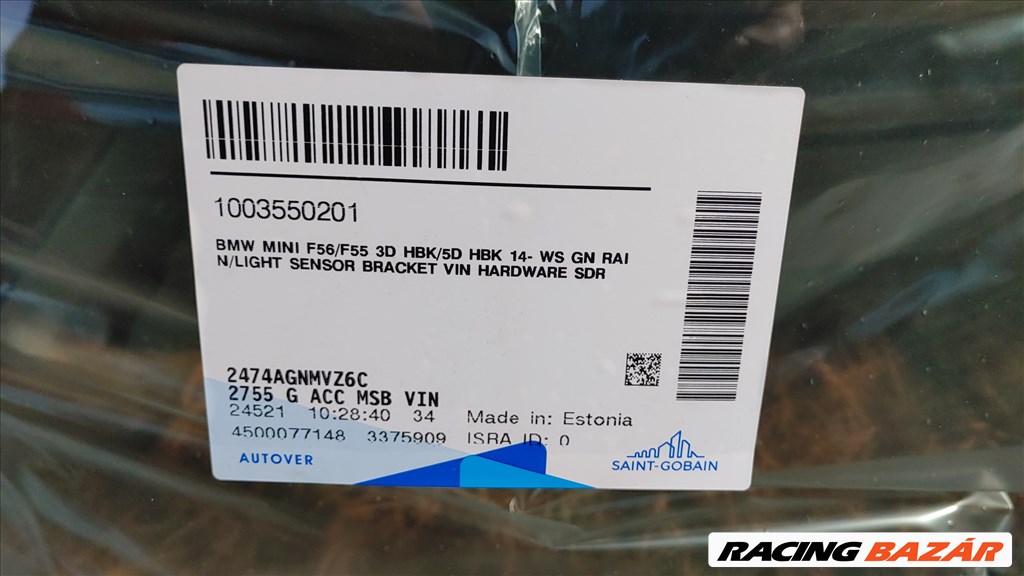 1003550201
BMW MINI F56/F55 3D HBK/5D HBK 14- WS GN RAI
N/LIGHT SENSOR BRACKET VIN HARDWARE SDR
2474AGNMVZ6C
2755 G ACC MSB VIN
24521 10:28:40 34 Made in: Estonia
4500077148 3375909 ISRA ID: 0
AUTOVER
SAINT-GOBAIN
RACING BAZÁR